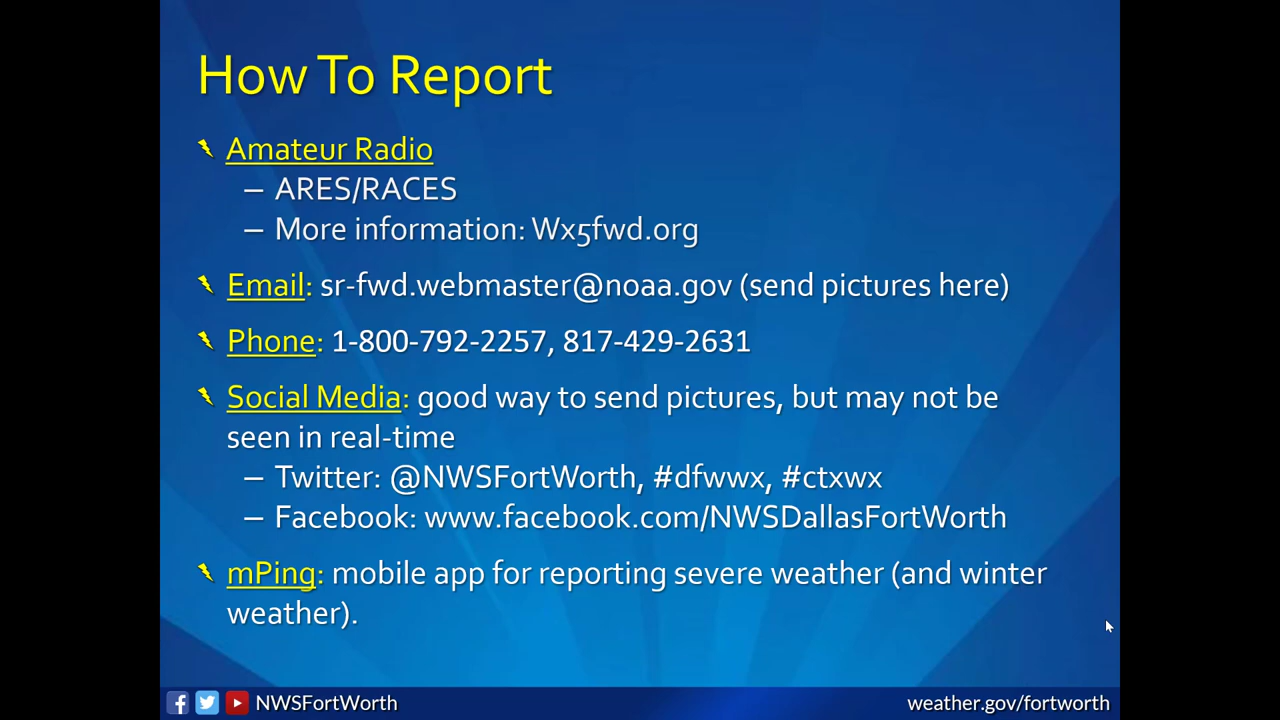 How To Report
Amateur Radio
– ARES/RACES
– More information: Wx5fwd.org
Email: sr-fwd.webmaster@noaa.gov (send pictures here)
Phone: 1-800-792-2257, 817-429-2631
Social Media: good way to send pictures, but may not be
seen in real-time
– Twitter: @NWSFortWorth, #dfwwx, #ctxwx
– Facebook: www.facebook.com/NWSDallasFortWorth
mPing: mobile app for reporting severe weather (and winter
weather).
NWSFortWorth
weather.gov/fortworth